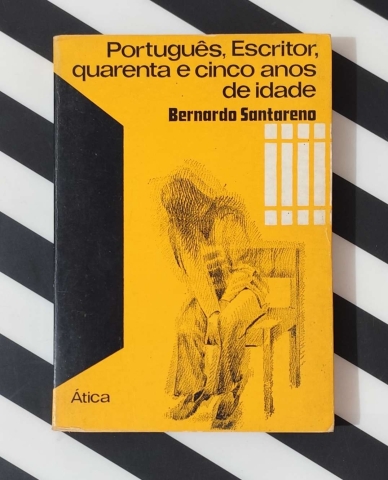 Português, Escritor,
quarenta e cinco anos
de idade
Bernardo Santareno
Ática